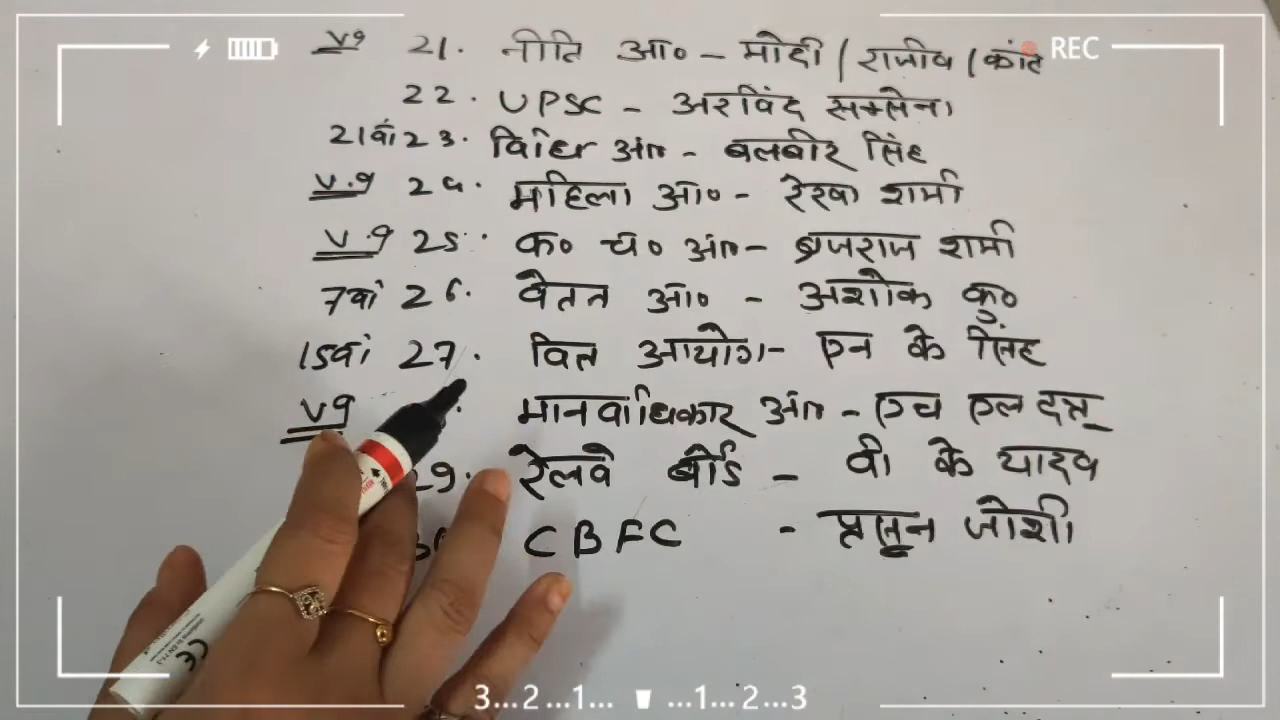 V9 21. नीति आ० - मोदी / राजीव / कांत
REC
22. UPSC - अरविंद सक्सेना
21वां 23. विधि आ० - बलबीर सिंह
V.9 24. महिला आ० - रेखा शर्मा
V.9 25. क० च० आ० - ब्रजराज शर्मा
7वां 26. वेतन आ० - अशोक कु०
15वां 27. वित्त आयोग - एन के सिंह
V9 मानवाधिकार आ० - एच एल दत्तू
29. रेलवे बोर्ड - वी के यादव
CBFC - प्रसून जोशी
3...2...1... ...1...2...3